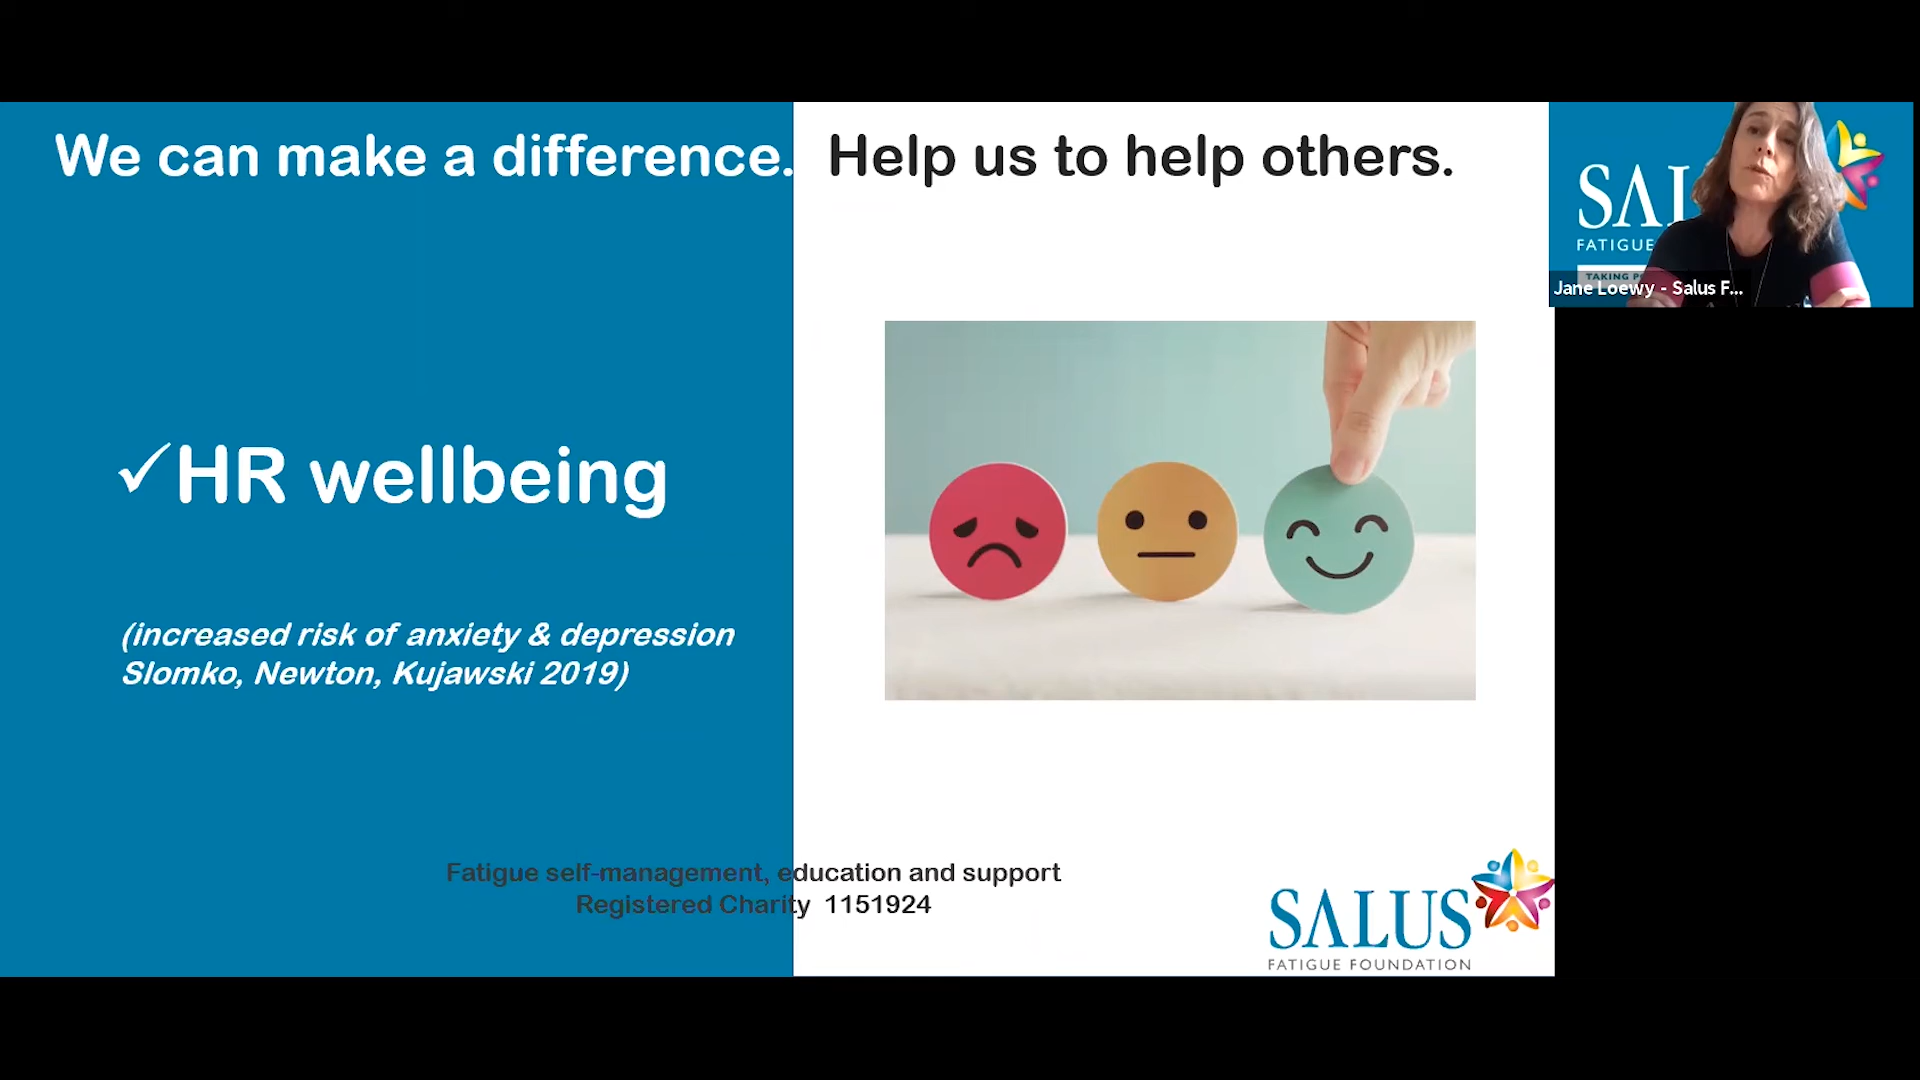 We can make a difference. Help us to help others.
✓HR wellbeing
(increased risk of anxiety & depression
Slomko, Newton, Kujawski 2019)
Fatigue self-management, education and support
Registered Charity 1151924
SALUS
FATIGUE FOUNDATION
SAL
FATIGUE
TAKING
Jane Loewy - Salus F...